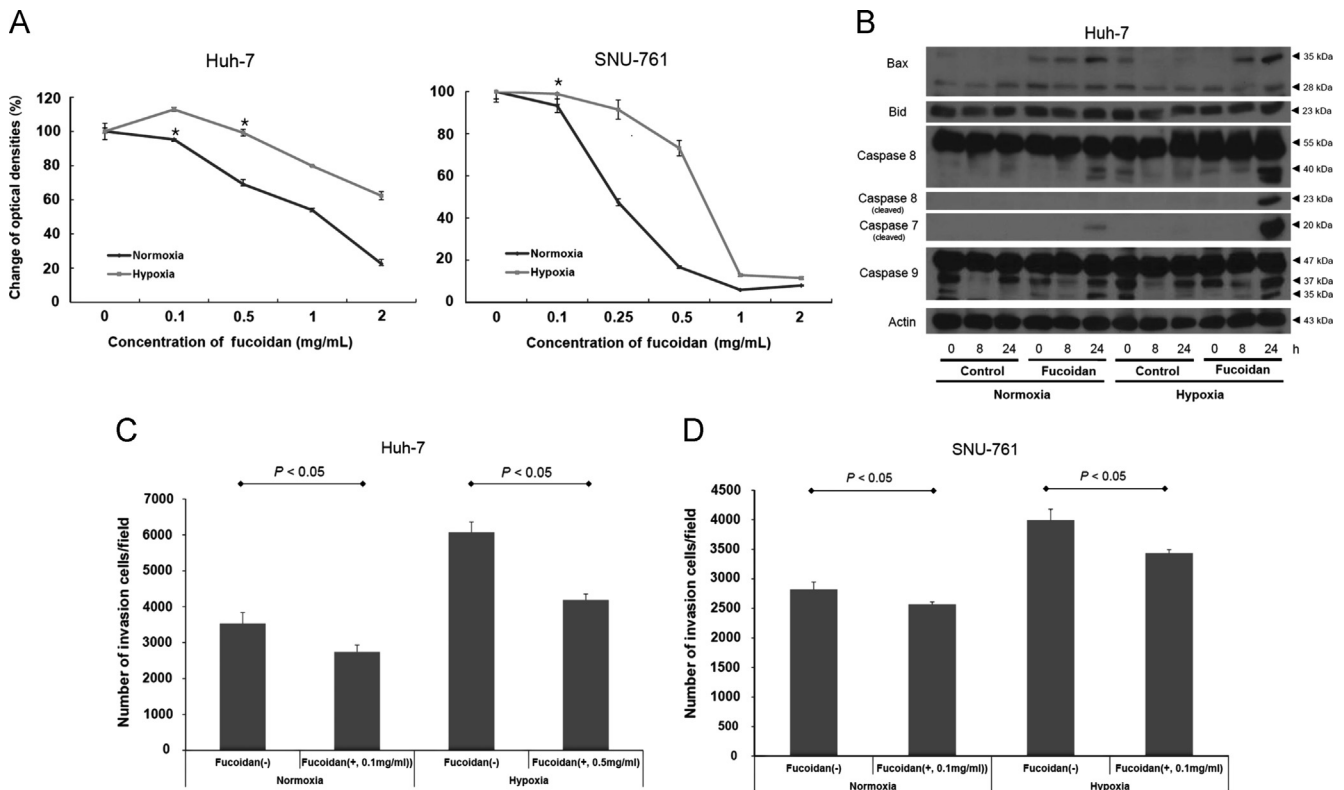 A
Huh-7
Change of optical densities (%)
120
100
80
60
40
20
0
*
*
Normoxia
Hypoxia
0 0.1 0.5 1 2
Concentration of fucoidan (mg/mL)
SNU-761
100
80
60
40
20
0
*
Normoxia
Hypoxia
0 0.1 0.25 0.5 1 2
Concentration of fucoidan (mg/mL)
B
Huh-7
Bax
35 kDa
28 kDa
Bid
23 kDa
Caspase 8
55 kDa
40 kDa
Caspase 8
(cleaved)
23 kDa
Caspase 7
(cleaved)
20 kDa
Caspase 9
47 kDa
37 kDa
35 kDa
Actin
43 kDa
0 8 24 0 8 24 0 8 24 0 8 24 h
Control Fucoidan Control Fucoidan
Normoxia Hypoxia
C
Huh-7
P < 0.05 P < 0.05
Number of invasion cells/field
7000
6000
5000
4000
3000
2000
1000
0
Fucoidan(-) Fucoidan(+, 0.1mg/ml)) Fucoidan(-) Fucoidan(+, 0.5mg/ml)
Normoxia Hypoxia
D
SNU-761
P < 0.05 P < 0.05
Number of invasion cells/field
4500
4000
3500
3000
2500
2000
1500
1000
500
0
Fucoidan(-) Fucoidan(+, 0.1mg/ml)) Fucoidan(-) Fucoidan(+, 0.1mg/ml)
Normoxia Hypoxia